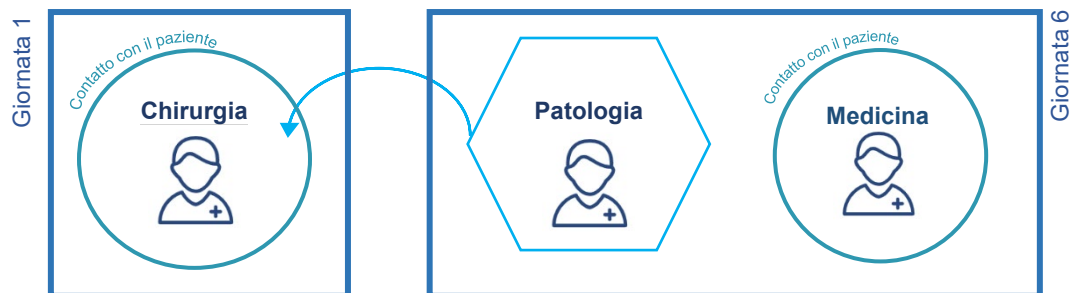 Giornata 1
Contatto con il paziente
Chirurgia
Patologia
Contatto con il paziente
Medicina
Giornata 6